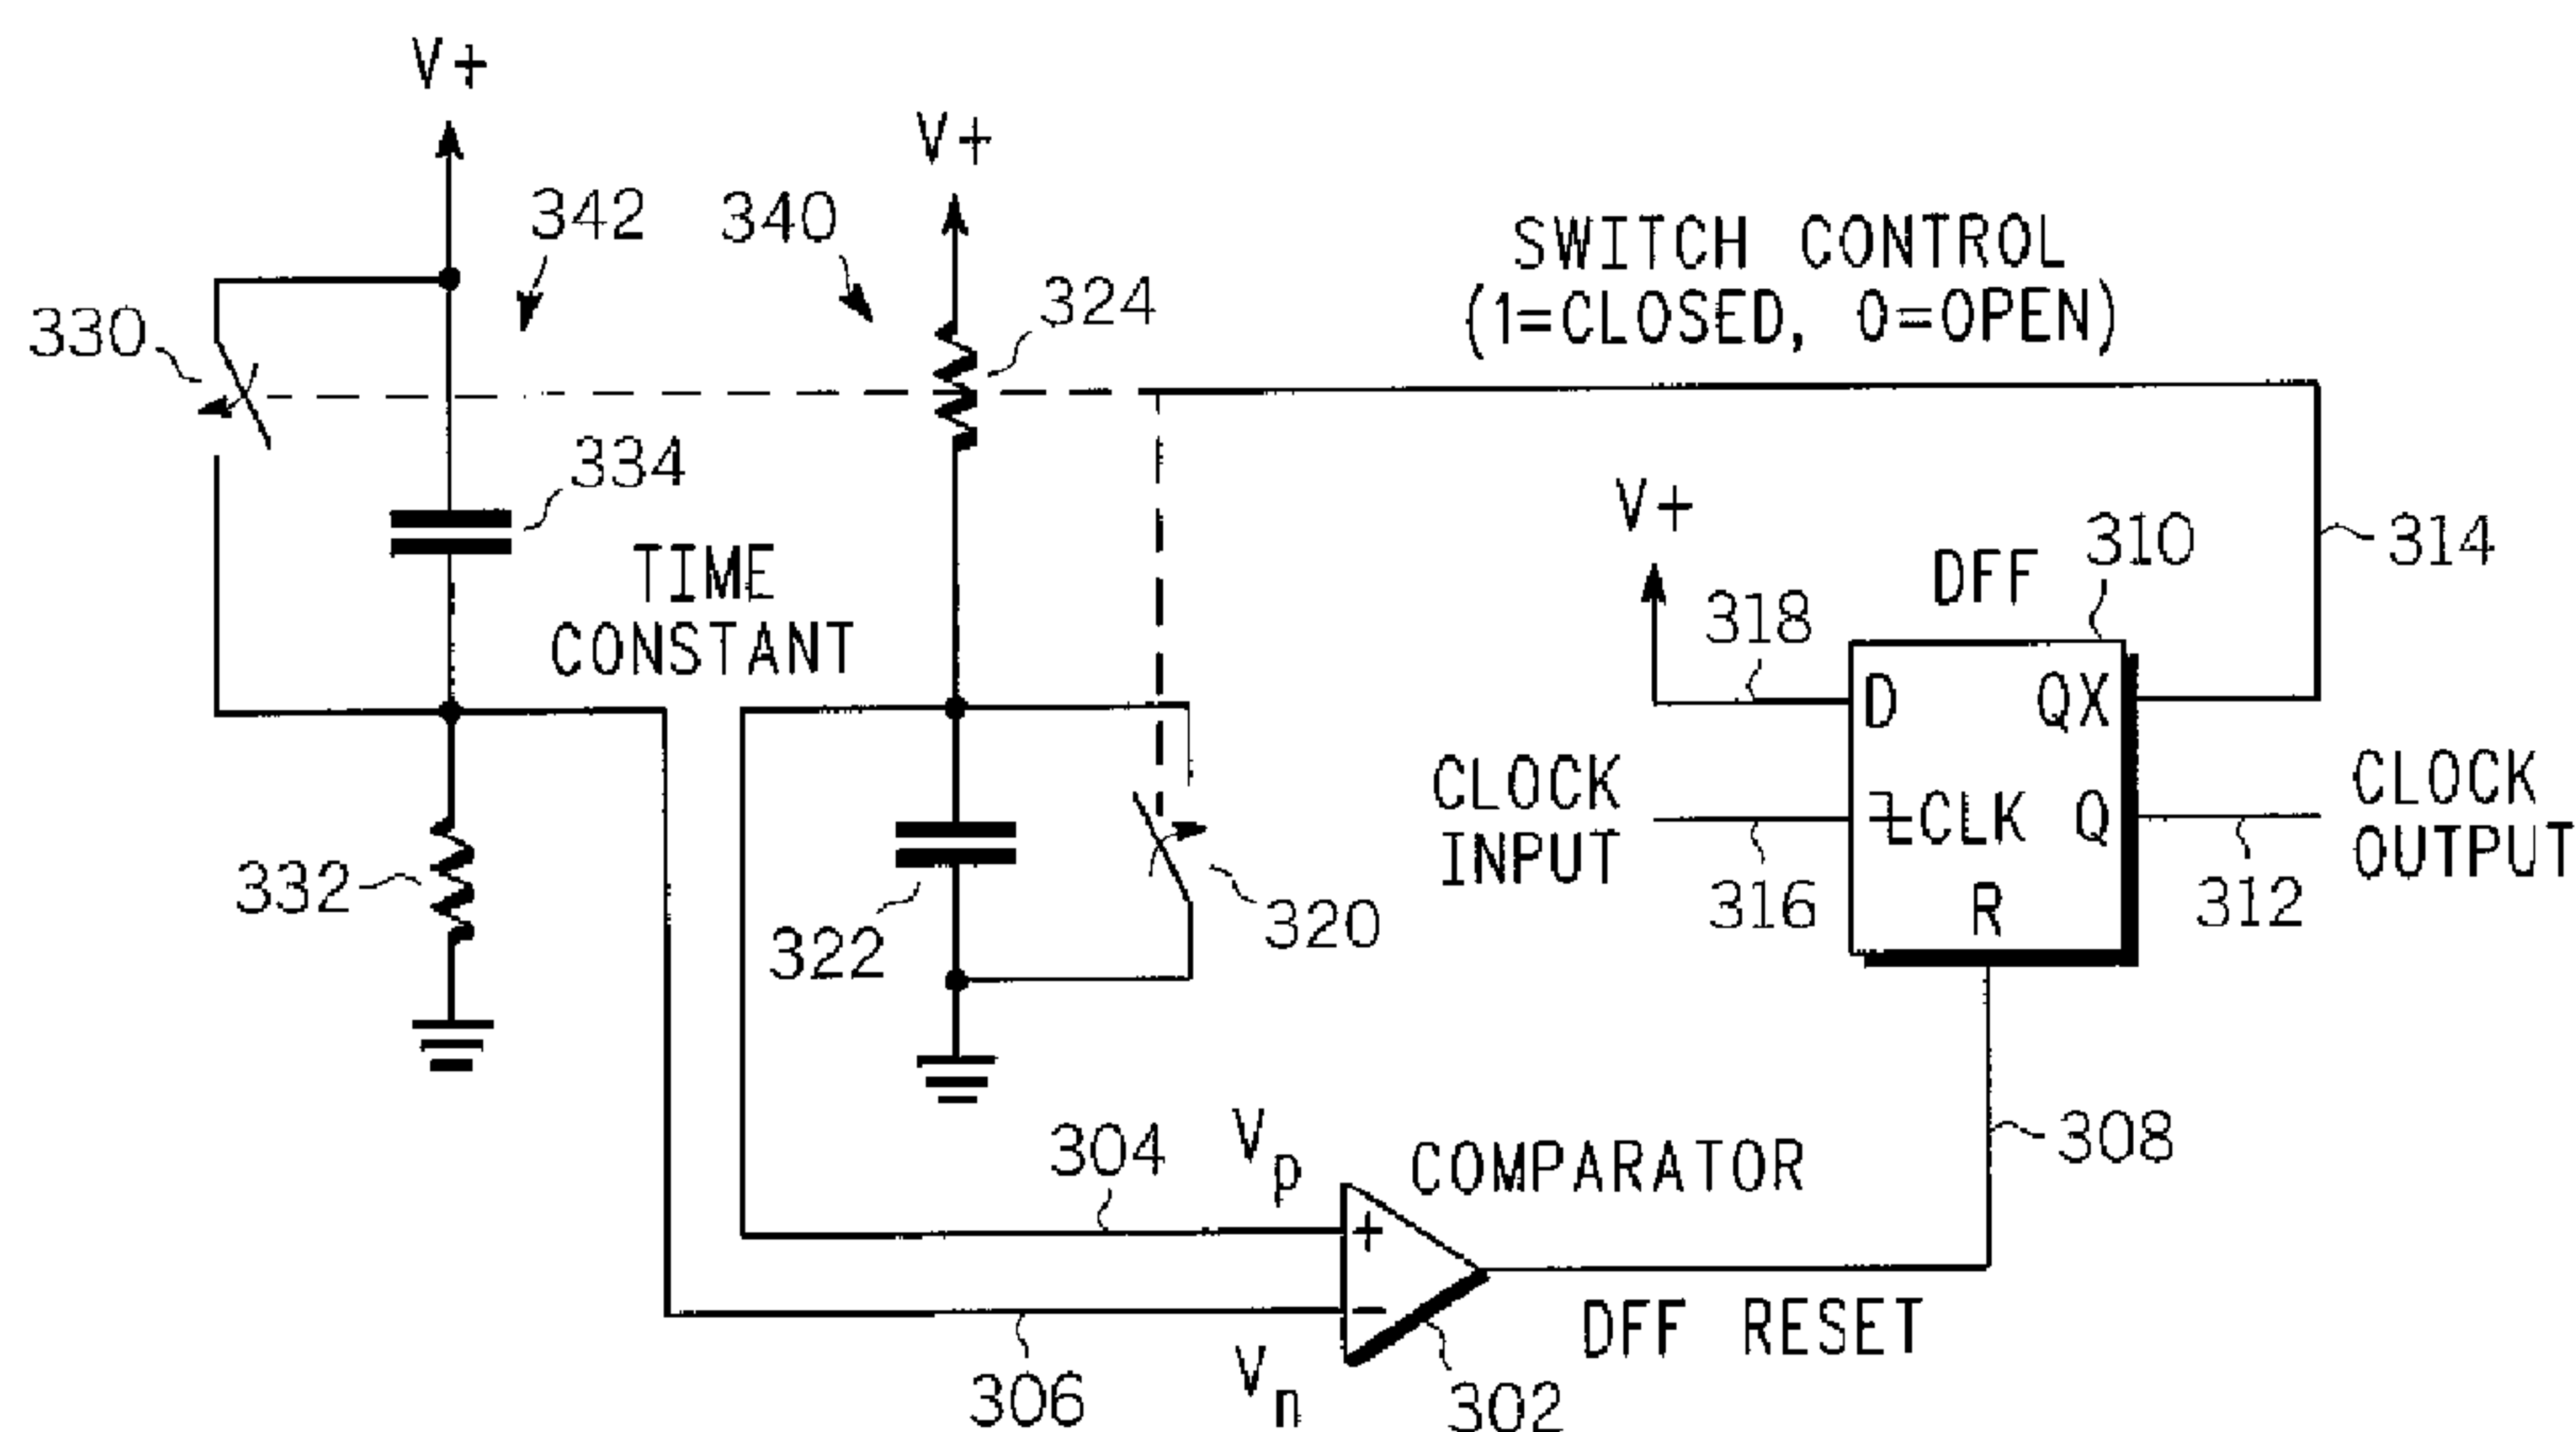 V+
V+
342
340
324
330
SWITCH CONTROL
(1=CLOSED, 0=OPEN)
334
V+
310
314
TIME
CONSTANT
DFF
318
D
QX
CLOCK
INPUT
CLK
Q
CLOCK
OUTPUT
332
322
320
316
R
312
304
Vp
COMPARATOR
308
+
−
DFF RESET
306
Vn
302